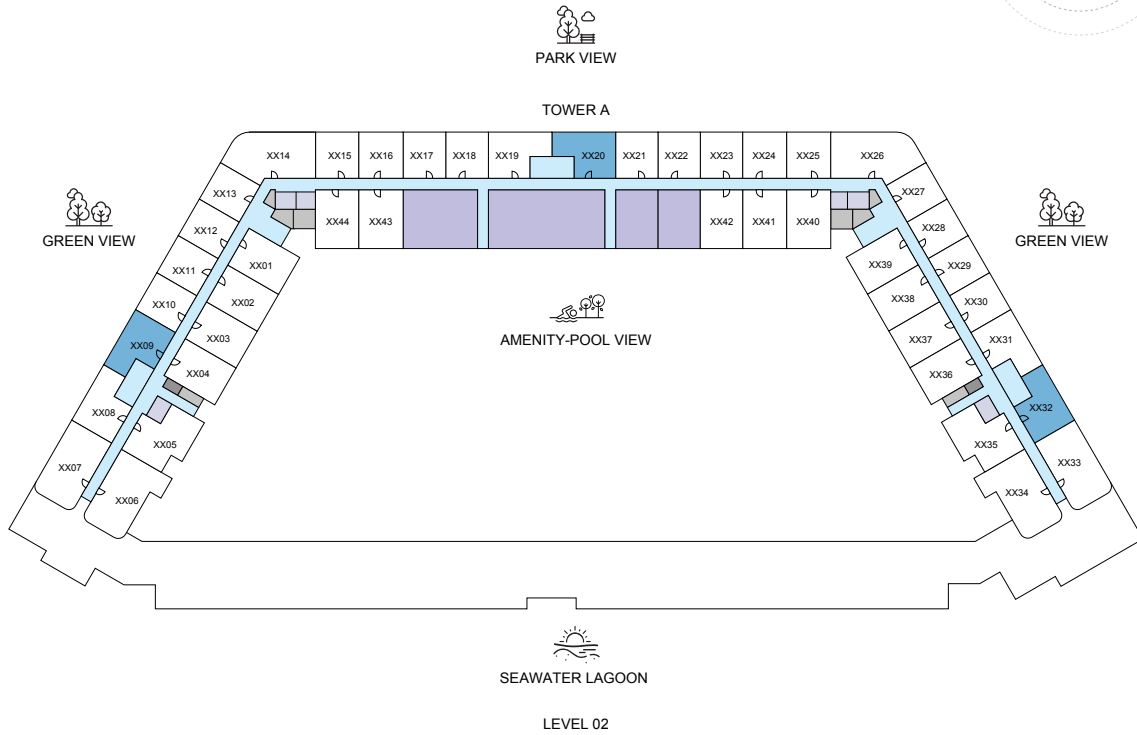 PARK VIEW
TOWER A
XX14
XX15
XX16
XX17
XX18
XX19
XX20
XX21
XX22
XX23
XX24
XX25
XX26
XX13
XX27
XX44
XX43
XX42
XX41
XX40
XX12
XX28
GREEN VIEW
GREEN VIEW
XX11
XX01
XX39
XX29
XX10
XX02
XX38
XX30
XX09
XX03
AMENITY-POOL VIEW
XX37
XX31
XX04
XX36
XX08
XX32
XX05
XX35
XX07
XX33
XX06
XX34
SEAWATER LAGOON
LEVEL 02